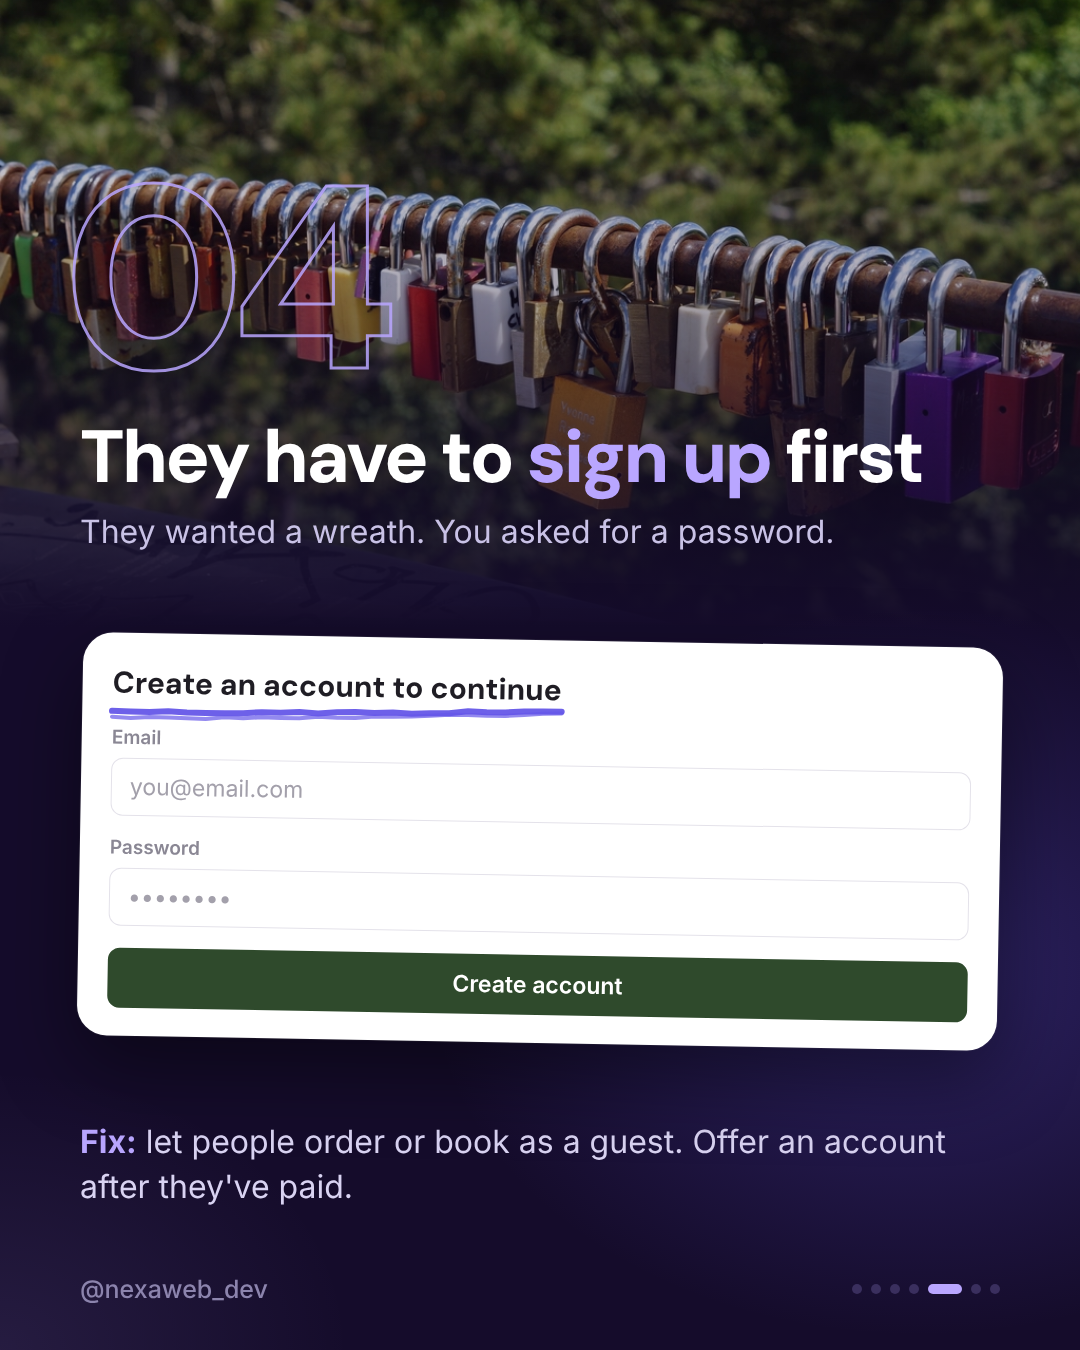 04
They have to sign up first
They wanted a wreath. You asked for a password.
Create an account to continue
Email
you@email.com
Password
••••••••
Create account
Fix: let people order or book as a guest. Offer an account
after they've paid.
@nexaweb_dev